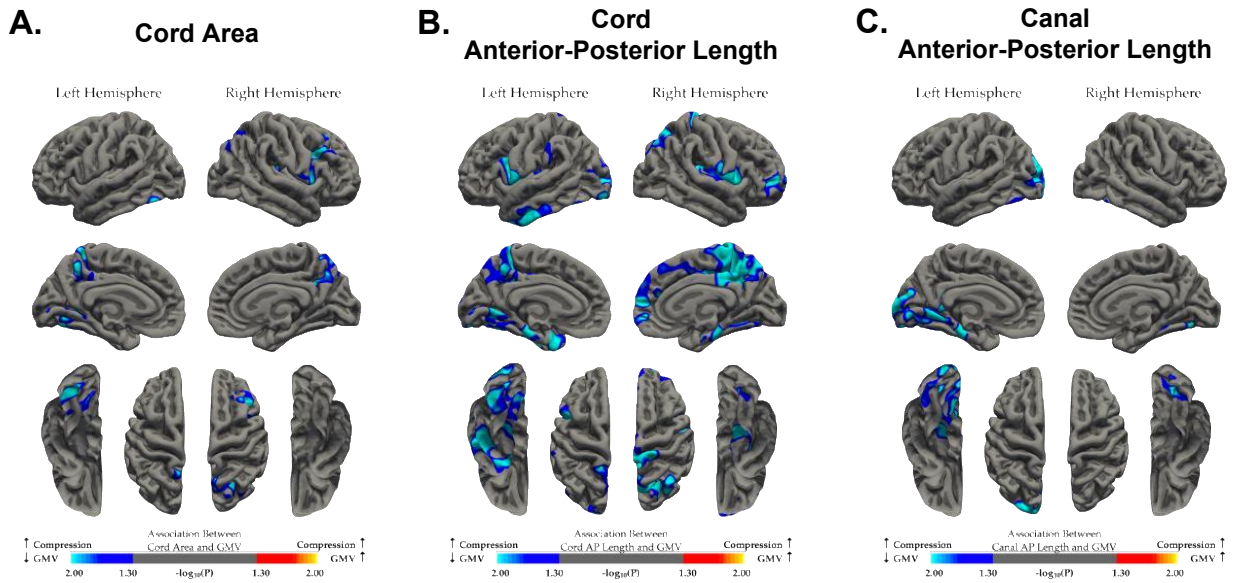 A.
Cord Area
Left Hemisphere Right Hemisphere
Association Between
Cord Area and GMV
↑ Compression
↓ GMV
Compression ↑
GMV ↑
2.00 1.30 -log₁₀(P) 1.30 2.00
B.
Cord
Anterior-Posterior Length
Left Hemisphere Right Hemisphere
Association Between
Cord AP Length and GMV
↑ Compression
↓ GMV
Compression ↑
GMV ↑
2.00 1.30 -log₁₀(P) 1.30 2.00
C.
Canal
Anterior-Posterior Length
Left Hemisphere Right Hemisphere
Association Between
Canal AP Length and GMV
↑ Compression
↓ GMV
Compression ↑
GMV ↑
2.00 1.30 -log₁₀(P) 1.30 2.00